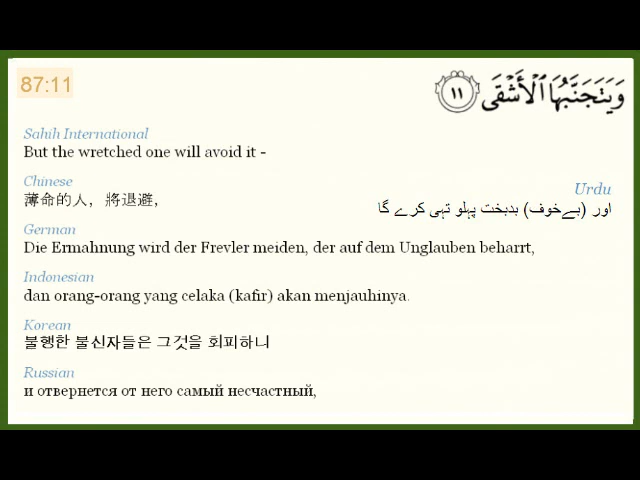 87:11
وَيَتَجَنَّبُهَا ٱلْأَشْقَى ١١
Sahih International
But the wretched one will avoid it -
Chinese
薄命的人，將退避，
Urdu
اور (بےخوف) بدبخت پہلو تہی کرے گا
German
Die Ermahnung wird der Frevler meiden, der auf dem Unglauben beharrt,
Indonesian
dan orang-orang yang celaka (kafir) akan menjauhinya.
Korean
불행한 불신자들은 그것을 회피하니
Russian
и отвернется от него самый несчастный,